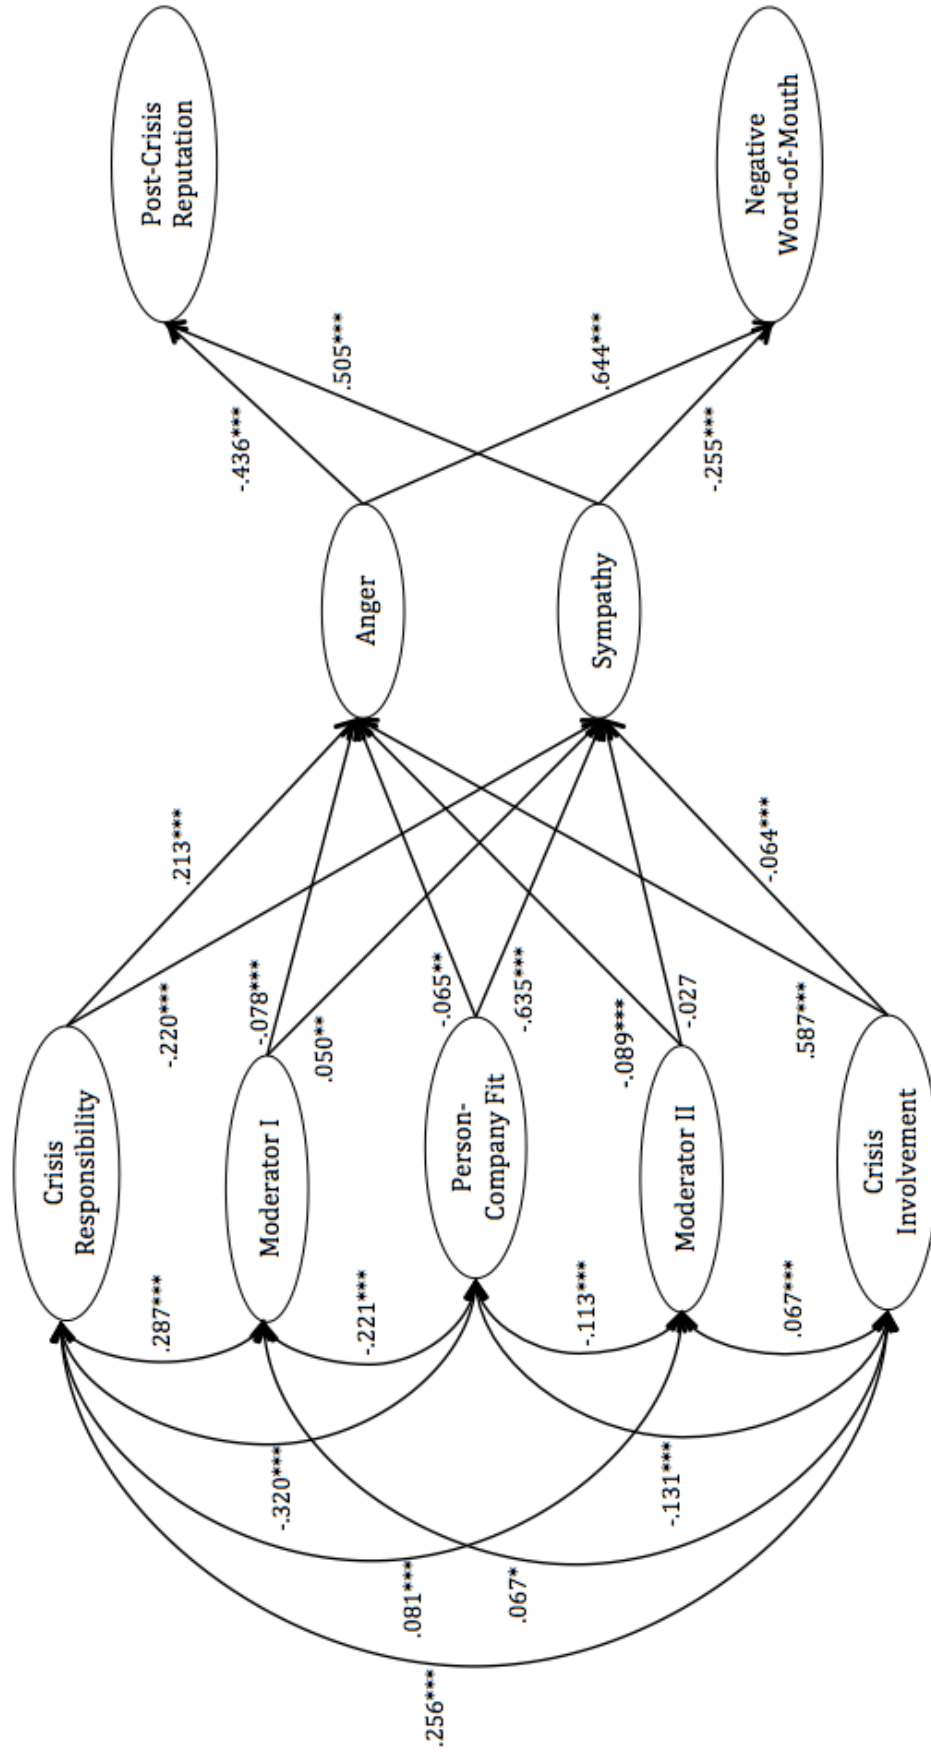 Crisis
Responsibility
Moderator I
Person-
Company Fit
Moderator II
Crisis
Involvement
Anger
Sympathy
Post-Crisis
Reputation
Negative
Word-of-Mouth
.287***
-.221***
-.113***
.067***
-.320***
-.131***
.081***
.067*
.256***
.213***
-.220***
-.078***
.050**
-.065**
-.635***
-.089***
-.027
.587***
-.064***
-.436***
.505***
.644***
-.255***